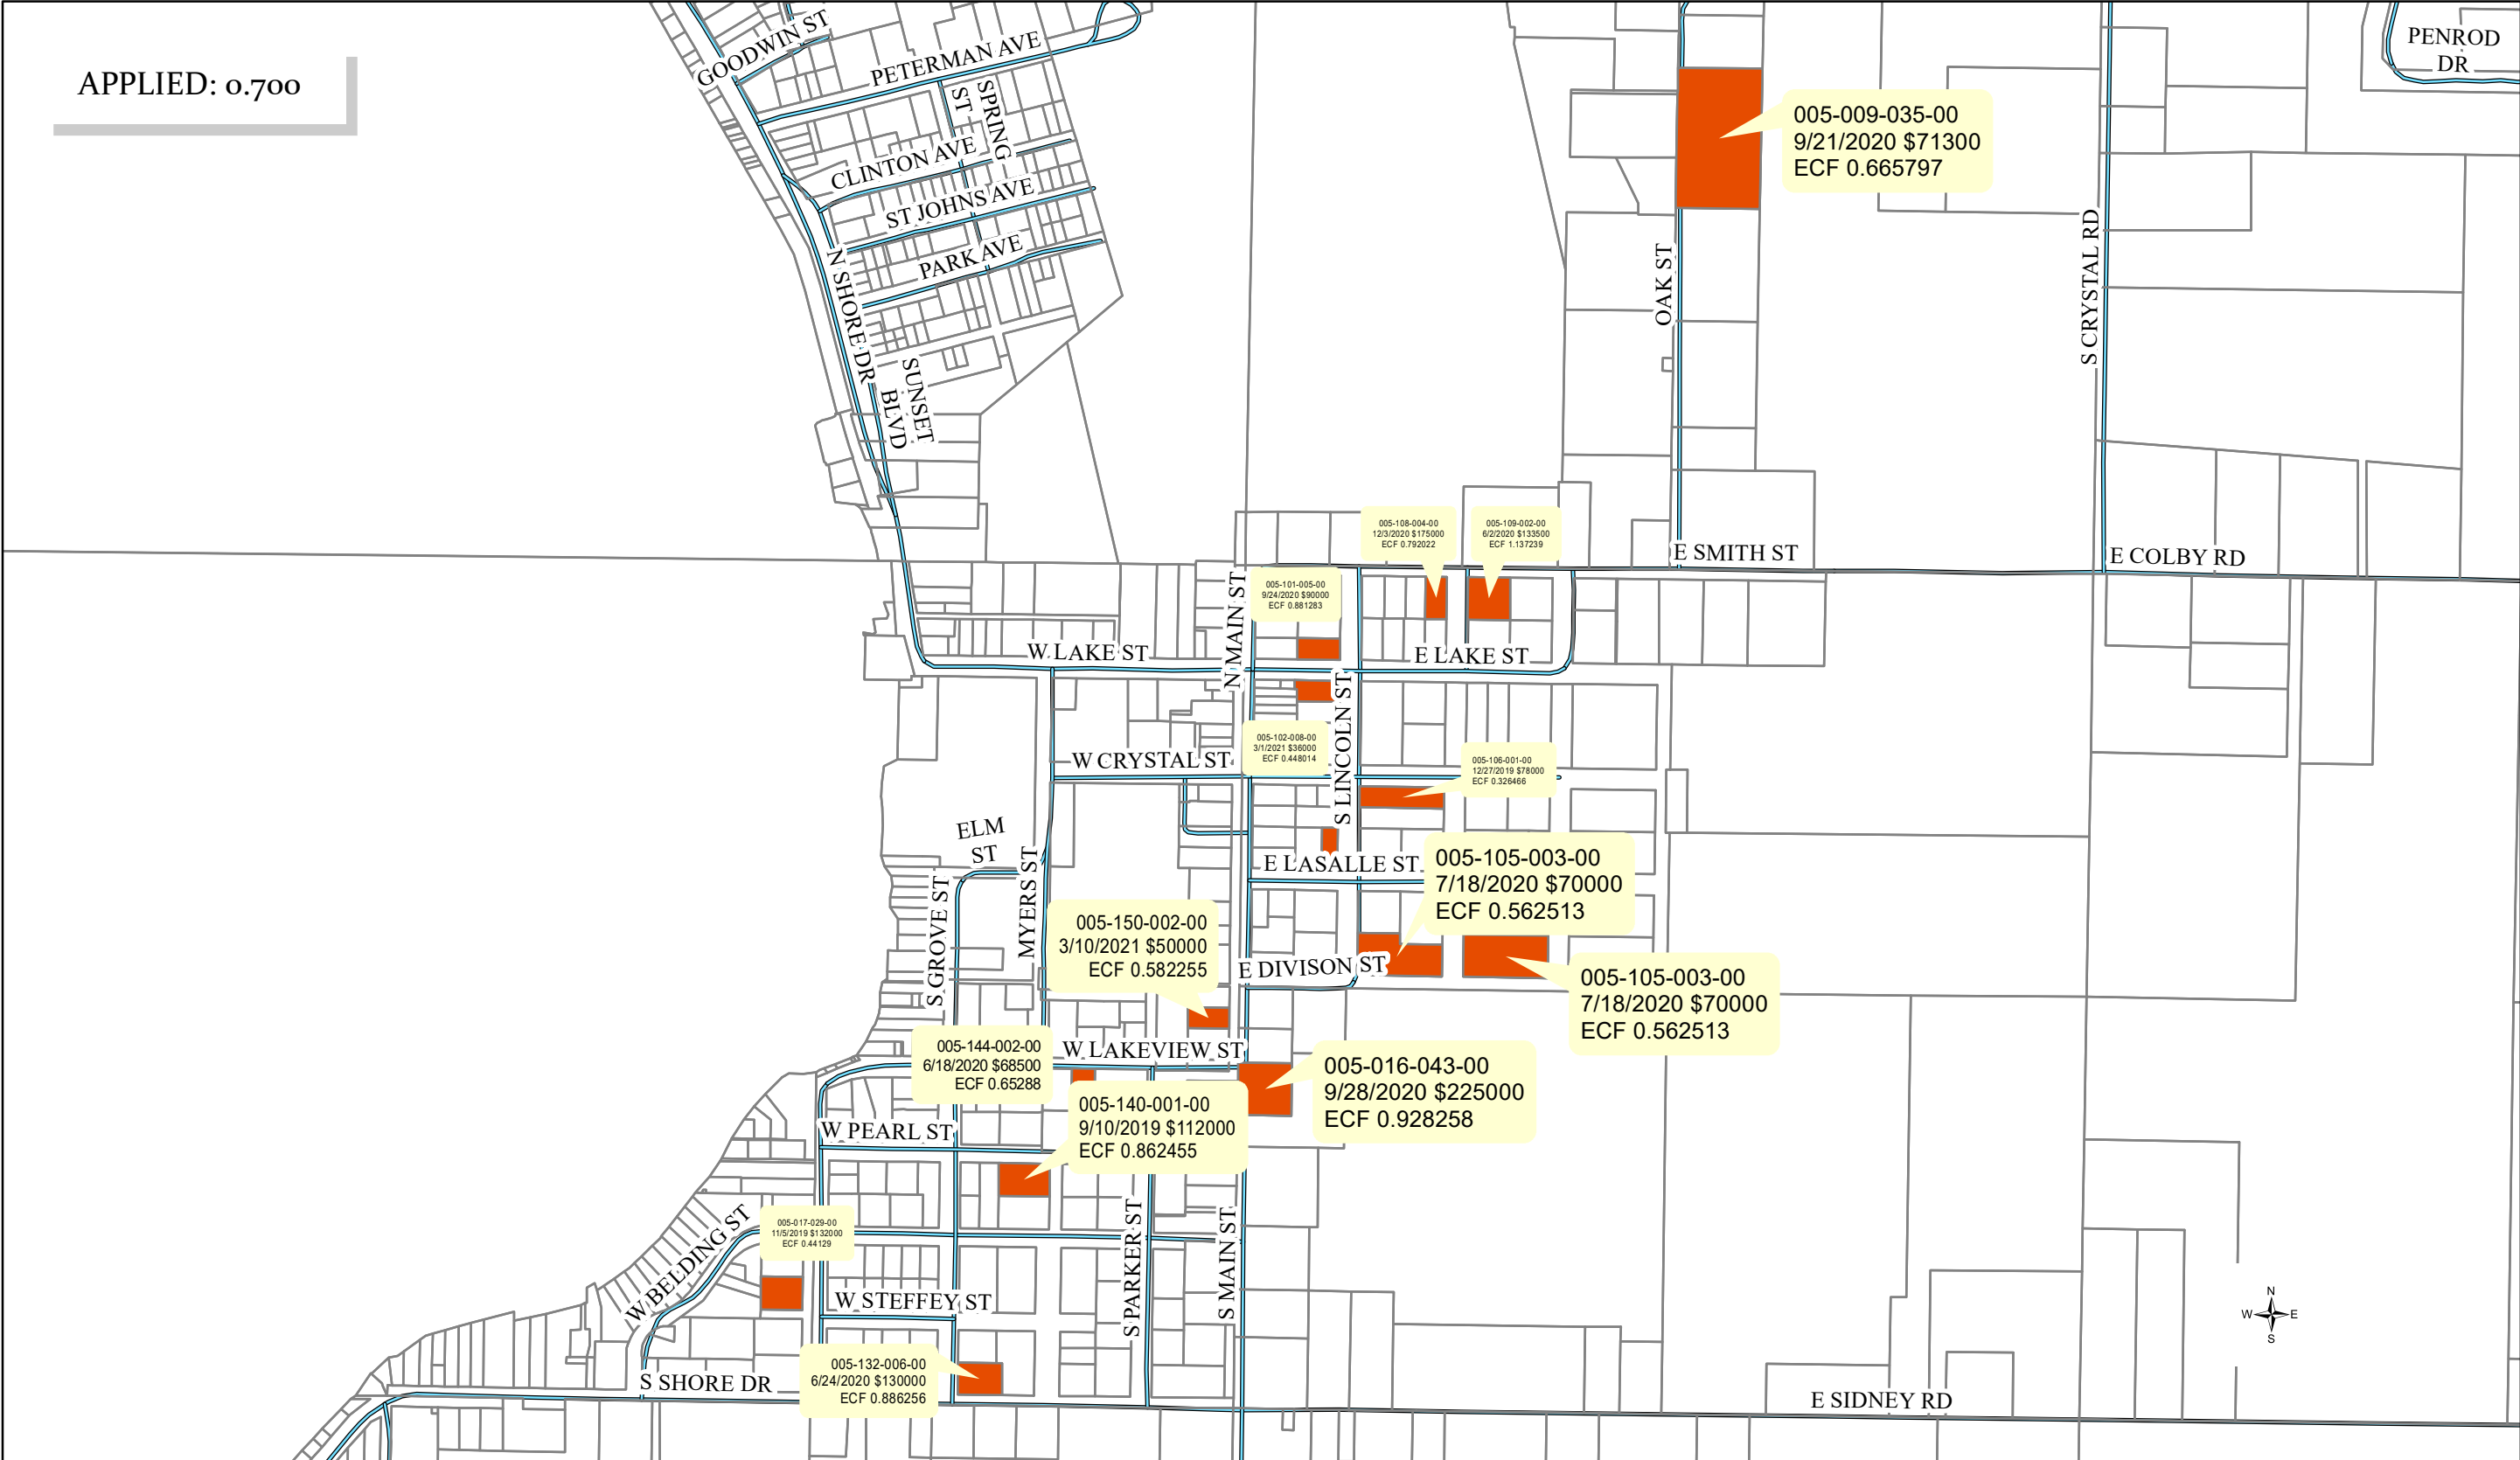 APPLIED: 0.700
GOODWIN ST
PETERMAN AVE
SPRING
ST
CLINTON AVE
ST JOHNS AVE
PARK AVE
N SHORE DR
SUNSET
BLVD
PENROD
DR
005-009-035-00
9/21/2020 $71300
ECF 0.665797
OAK ST
S CRYSTAL RD
005-108-004-00
12/3/2020 $175000
ECF 0.792022
005-109-002-00
6/2/2020 $133500
ECF 1.137239
E SMITH ST
E COLBY RD
005-101-005-00
9/24/2020 $90000
ECF 0.881283
N MAIN ST
W LAKE ST
E LAKE ST
S LINCOLN ST
005-102-008-00
3/1/2021 $36000
ECF 0.448014
W CRYSTAL ST
005-106-001-00
12/27/2019 $78000
ECF 0.326466
ELM
ST
MYERS ST
S GROVE ST
E LASALLE ST
005-105-003-00
7/18/2020 $70000
ECF 0.562513
005-150-002-00
3/10/2021 $50000
ECF 0.582255
E DIVISON ST
005-105-003-00
7/18/2020 $70000
ECF 0.562513
005-144-002-00
6/18/2020 $68500
ECF 0.65288
W LAKEVIEW ST
005-016-043-00
9/28/2020 $225000
ECF 0.928258
005-140-001-00
9/10/2019 $112000
ECF 0.862455
W PEARL ST
005-017-029-00
11/5/2019 $132000
ECF 0.44129
W BELDING ST
S PARKER ST
S MAIN ST
W STEFFEY ST
005-132-006-00
6/24/2020 $130000
ECF 0.886256
S SHORE DR
E SIDNEY RD
N
W E
S